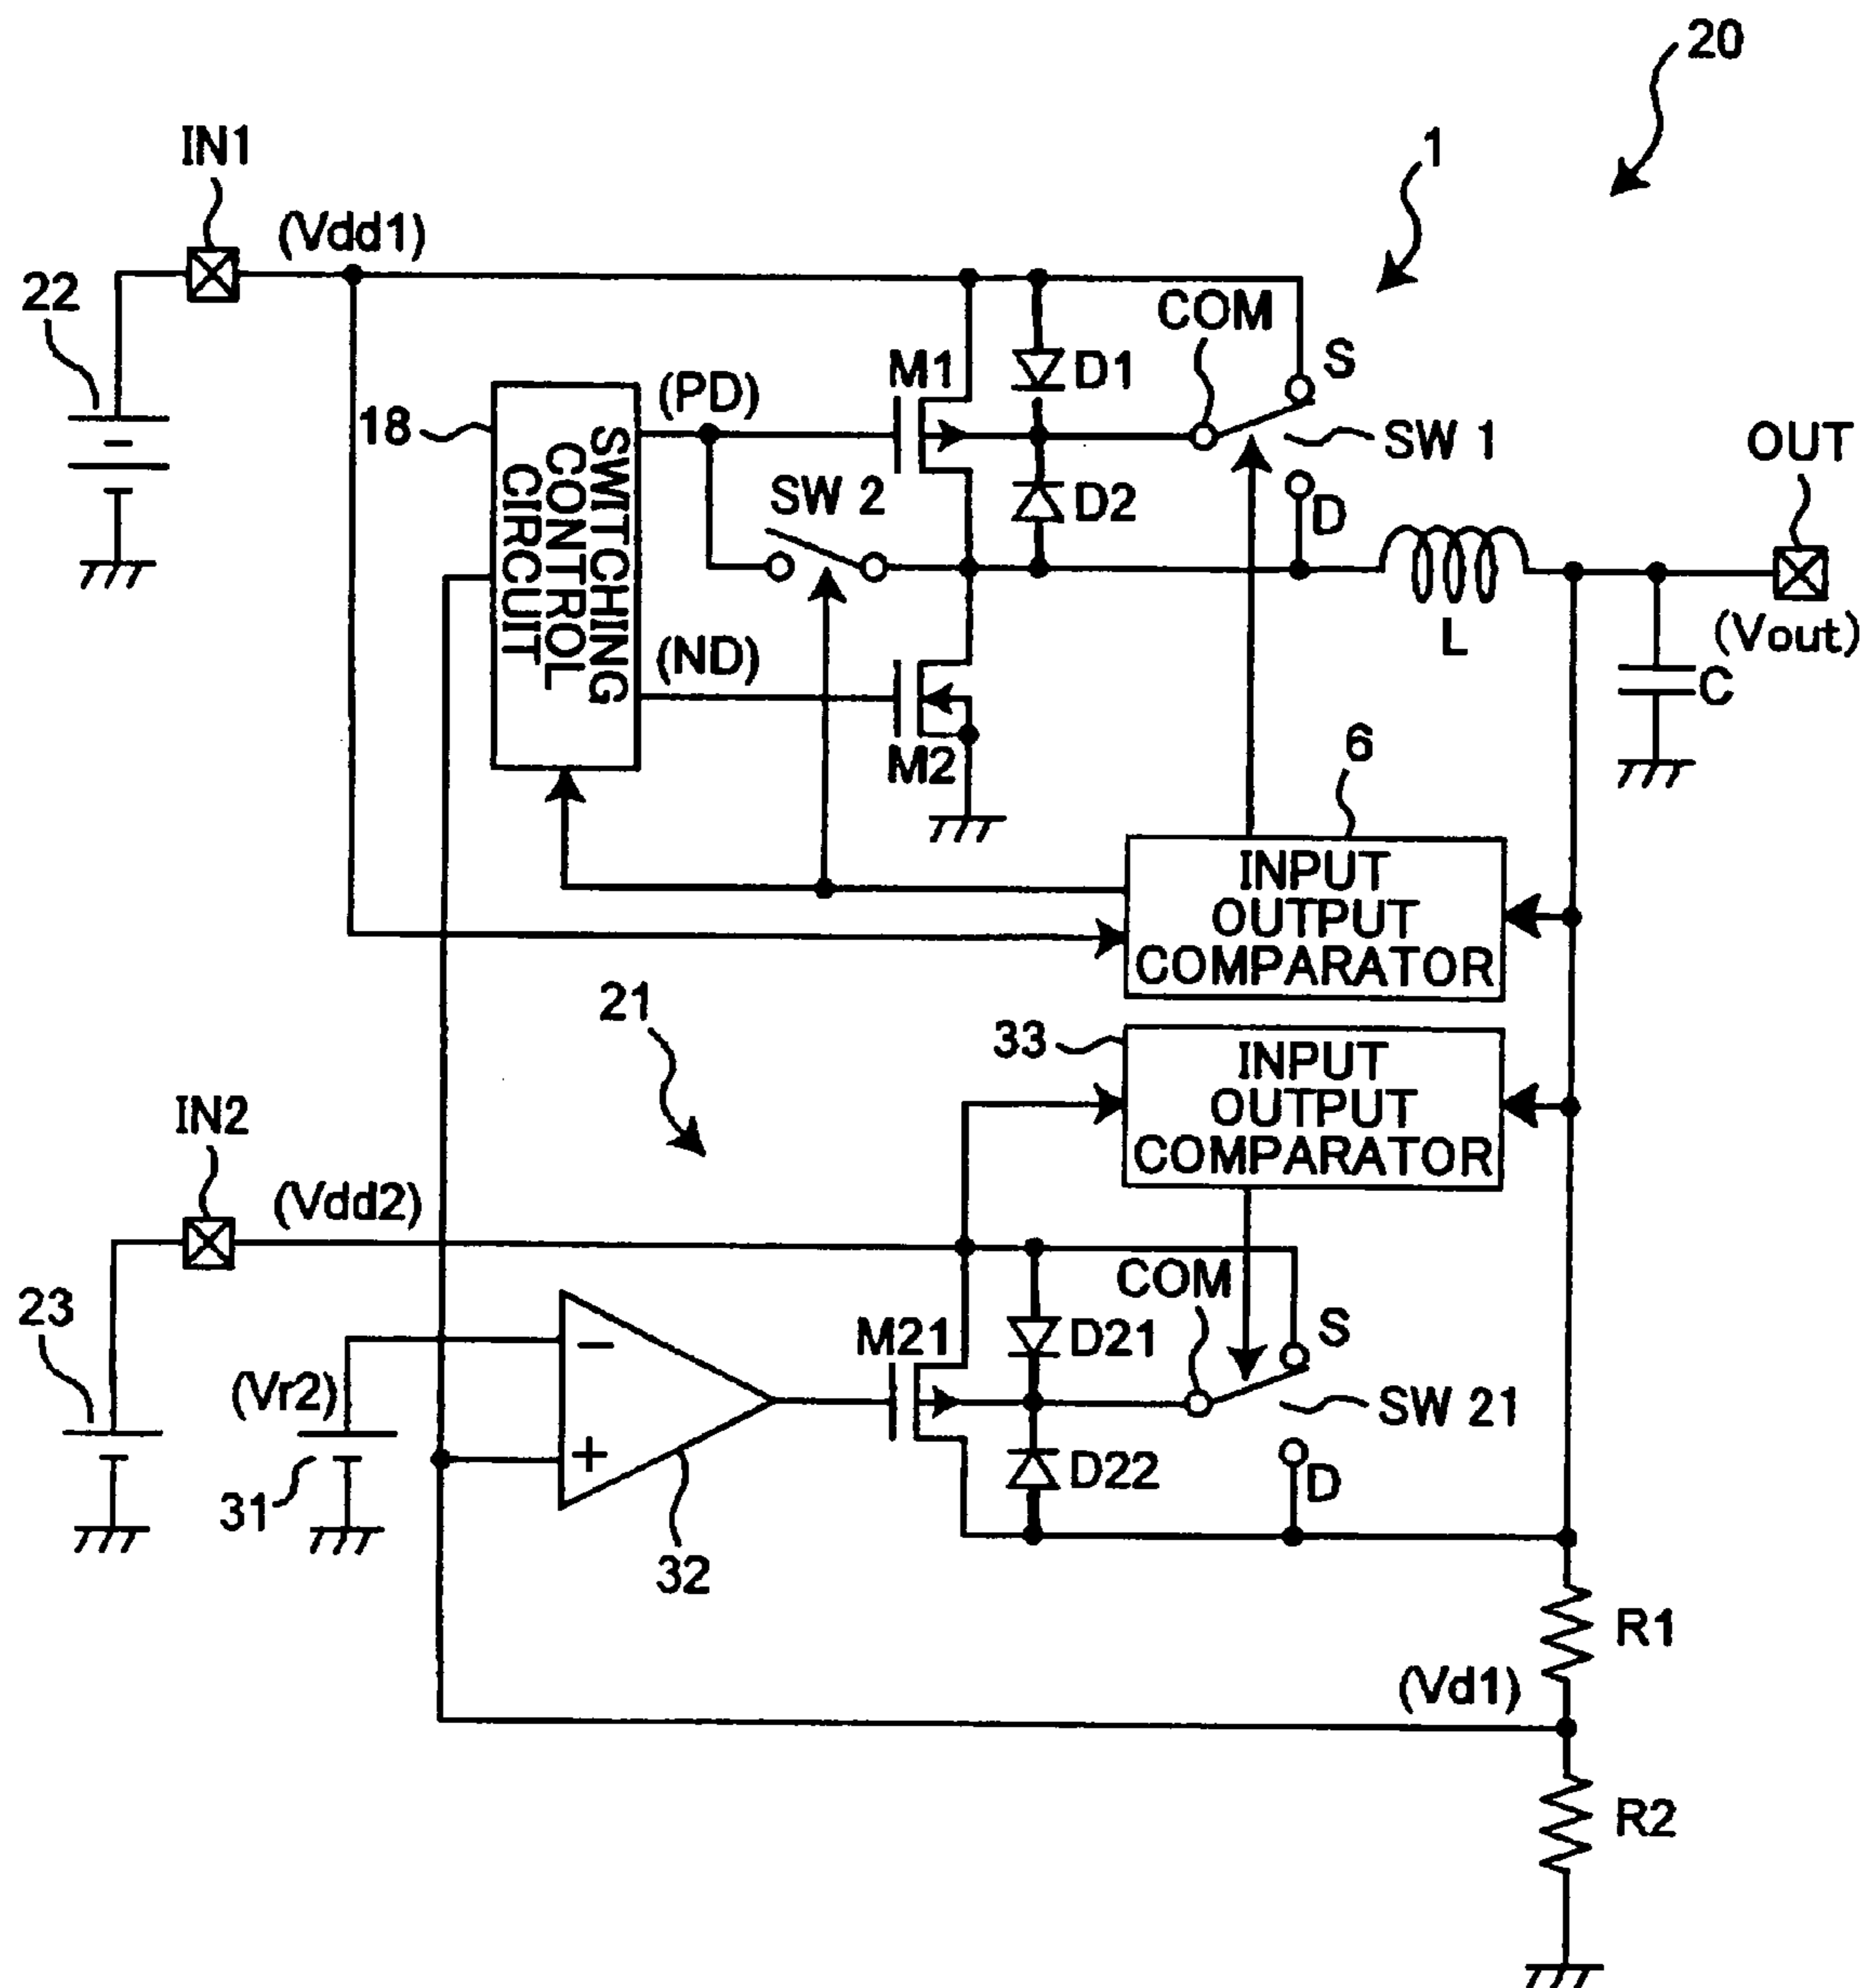 20
IN1
1
(Vdd1)
22
COM
S
M1
D1
(PD)
18
SW 1
OUT
SWITCHING
CONTROL
CIRCUIT
SW 2
D2
D
L
(Vout)
(ND)
C
M2
6
INPUT
OUTPUT
COMPARATOR
21
33
INPUT
OUTPUT
COMPARATOR
IN2
(Vdd2)
COM
23
S
M21
D21
−
(Vr2)
SW 21
+
D22
D
31
32
R1
(Vd1)
R2